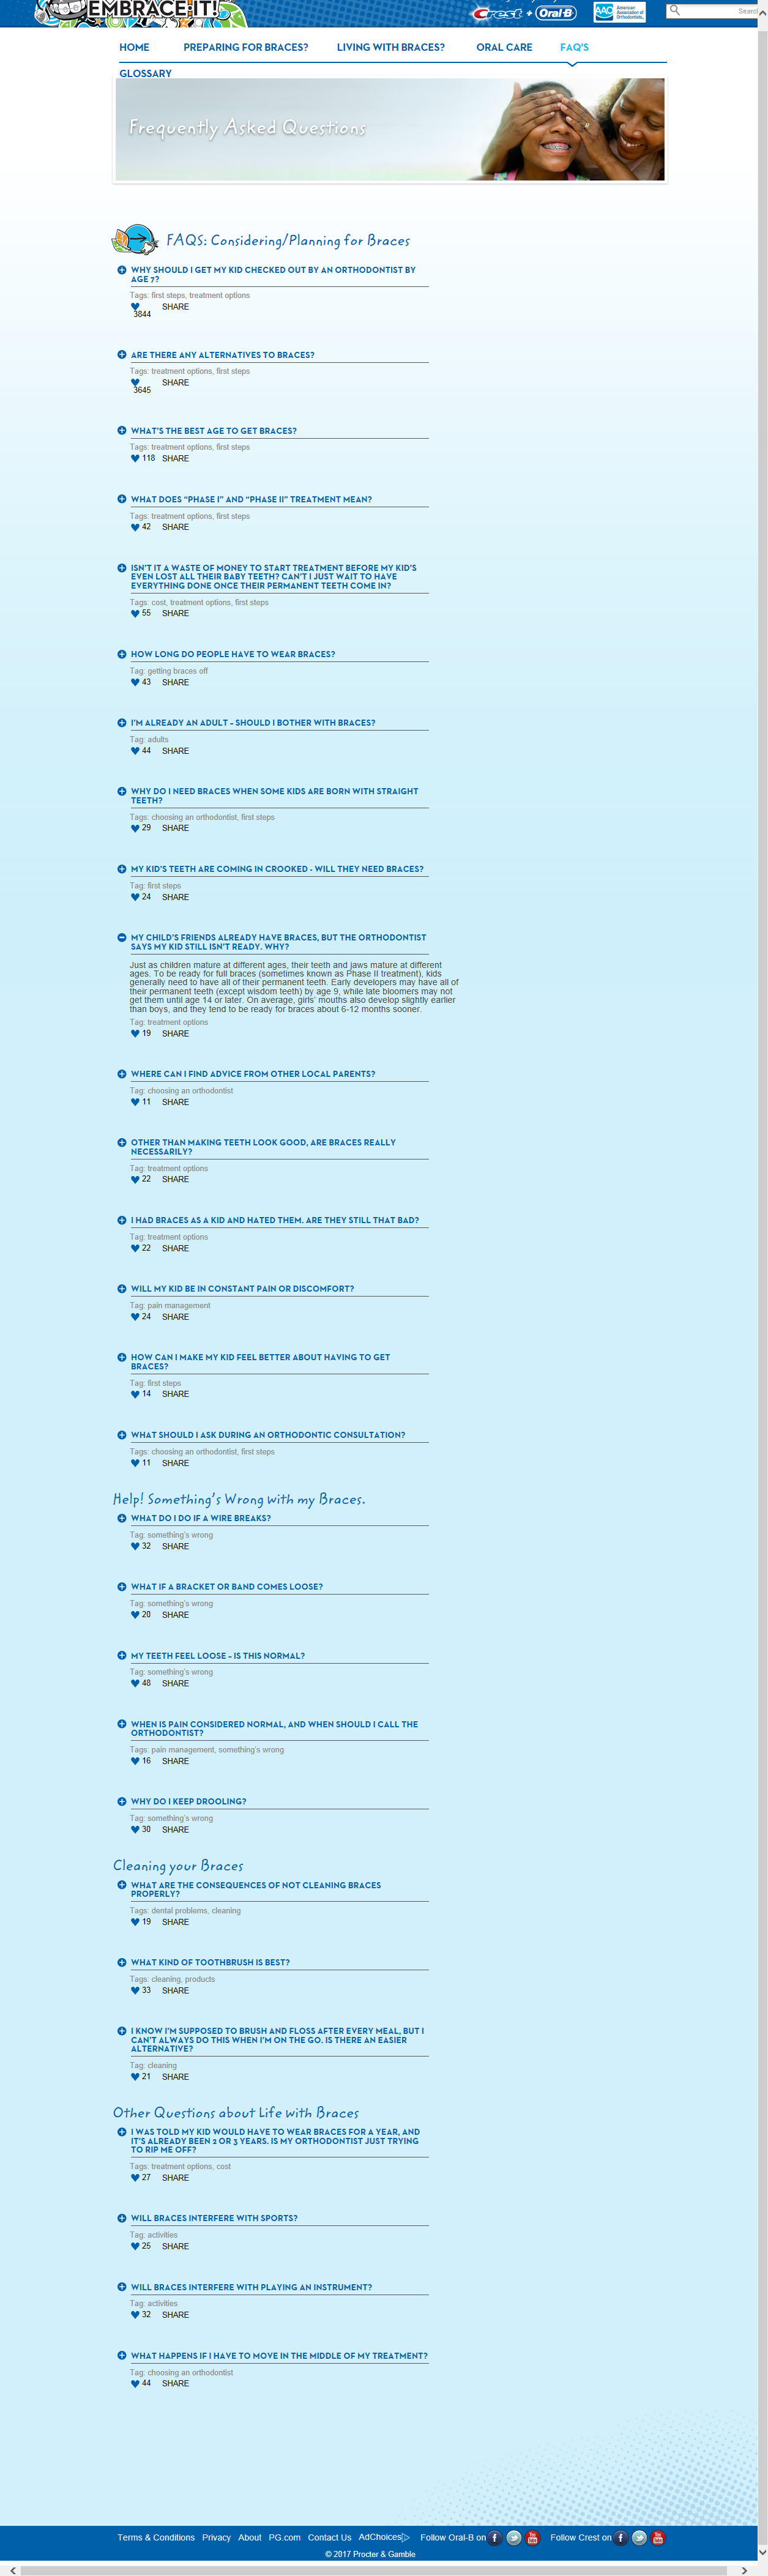 EMBRACE IT!
Crest + Oral-B
AAO American Association of Orthodontists
Search
HOME PREPARING FOR BRACES? LIVING WITH BRACES? ORAL CARE FAQ'S
GLOSSARY
Frequently Asked Questions
FAQS: Considering/Planning for Braces
WHY SHOULD I GET MY KID CHECKED OUT BY AN ORTHODONTIST BY
AGE 7?
Tags: first steps, treatment options
SHARE
3844
ARE THERE ANY ALTERNATIVES TO BRACES?
Tags: treatment options, first steps
SHARE
3645
WHAT'S THE BEST AGE TO GET BRACES?
Tags: treatment options, first steps
118 SHARE
WHAT DOES “PHASE I” AND “PHASE II” TREATMENT MEAN?
Tags: treatment options, first steps
42 SHARE
ISN'T IT A WASTE OF MONEY TO START TREATMENT BEFORE MY KID'S
EVEN LOST ALL THEIR BABY TEETH? CAN'T I JUST WAIT TO HAVE
EVERYTHING DONE ONCE THEIR PERMANENT TEETH COME IN?
Tags: cost, treatment options, first steps
55 SHARE
HOW LONG DO PEOPLE HAVE TO WEAR BRACES?
Tag: getting braces off
43 SHARE
I'M ALREADY AN ADULT – SHOULD I BOTHER WITH BRACES?
Tag: adults
44 SHARE
WHY DO I NEED BRACES WHEN SOME KIDS ARE BORN WITH STRAIGHT
TEETH?
Tags: choosing an orthodontist, first steps
29 SHARE
MY KID'S TEETH ARE COMING IN CROOKED - WILL THEY NEED BRACES?
Tag: first steps
24 SHARE
MY CHILD'S FRIENDS ALREADY HAVE BRACES, BUT THE ORTHODONTIST
SAYS MY KID STILL ISN'T READY. WHY?
Just as children mature at different ages, their teeth and jaws mature at different
ages. To be ready for full braces (sometimes known as Phase II treatment), kids
generally need to have all of their permanent teeth. Early developers may have all of
their permanent teeth (except wisdom teeth) by age 9, while late bloomers may not
get them until age 14 or later. On average, girls' mouths also develop slightly earlier
than boys, and they tend to be ready for braces about 6-12 months sooner.
Tag: treatment options
19 SHARE
WHERE CAN I FIND ADVICE FROM OTHER LOCAL PARENTS?
Tag: choosing an orthodontist
11 SHARE
OTHER THAN MAKING TEETH LOOK GOOD, ARE BRACES REALLY
NECESSARILY?
Tag: treatment options
22 SHARE
I HAD BRACES AS A KID AND HATED THEM. ARE THEY STILL THAT BAD?
Tag: treatment options
22 SHARE
WILL MY KID BE IN CONSTANT PAIN OR DISCOMFORT?
Tag: pain management
24 SHARE
HOW CAN I MAKE MY KID FEEL BETTER ABOUT HAVING TO GET
BRACES?
Tag: first steps
14 SHARE
WHAT SHOULD I ASK DURING AN ORTHODONTIC CONSULTATION?
Tags: choosing an orthodontist, first steps
11 SHARE
Help! Something's Wrong with my Braces.
WHAT DO I DO IF A WIRE BREAKS?
Tag: something's wrong
32 SHARE
WHAT IF A BRACKET OR BAND COMES LOOSE?
Tag: something's wrong
20 SHARE
MY TEETH FEEL LOOSE – IS THIS NORMAL?
Tag: something's wrong
48 SHARE
WHEN IS PAIN CONSIDERED NORMAL, AND WHEN SHOULD I CALL THE
ORTHODONTIST?
Tags: pain management, something's wrong
16 SHARE
WHY DO I KEEP DROOLING?
Tag: something's wrong
30 SHARE
Cleaning your Braces
WHAT ARE THE CONSEQUENCES OF NOT CLEANING BRACES
PROPERLY?
Tags: dental problems, cleaning
19 SHARE
WHAT KIND OF TOOTHBRUSH IS BEST?
Tags: cleaning, products
33 SHARE
I KNOW I'M SUPPOSED TO BRUSH AND FLOSS AFTER EVERY MEAL, BUT I
CAN'T ALWAYS DO THIS WHEN I'M ON THE GO. IS THERE AN EASIER
ALTERNATIVE?
Tag: cleaning
21 SHARE
Other Questions about Life with Braces
I WAS TOLD MY KID WOULD HAVE TO WEAR BRACES FOR A YEAR, AND
IT'S ALREADY BEEN 2 OR 3 YEARS. IS MY ORTHODONTIST JUST TRYING
TO RIP ME OFF?
Tags: treatment options, cost
27 SHARE
WILL BRACES INTERFERE WITH SPORTS?
Tag: activities
25 SHARE
WILL BRACES INTERFERE WITH PLAYING AN INSTRUMENT?
Tag: activities
32 SHARE
WHAT HAPPENS IF I HAVE TO MOVE IN THE MIDDLE OF MY TREATMENT?
Tag: choosing an orthodontist
44 SHARE
Terms & Conditions Privacy About PG.com Contact Us AdChoices Follow Oral-B on Follow Crest on
© 2017 Procter & Gamble